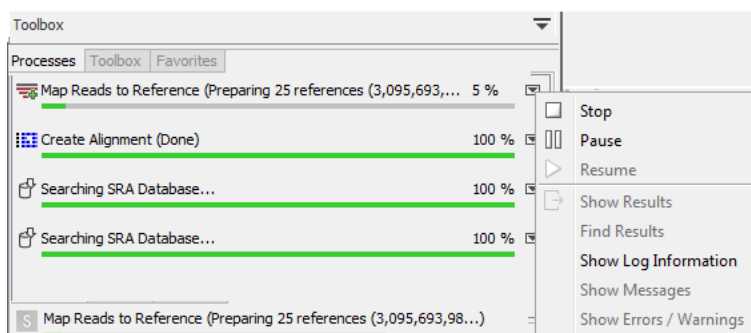 Toolbox
Processes Toolbox Favorites
Map Reads to Reference (Preparing 25 references (3,095,693,... 5 %
Create Alignment (Done) 100 %
Searching SRA Database... 100 %
Searching SRA Database... 100 %
S Map Reads to Reference (Preparing 25 references (3,095,693,98...)
Stop
Pause
Resume
Show Results
Find Results
Show Log Information
Show Messages
Show Errors / Warnings